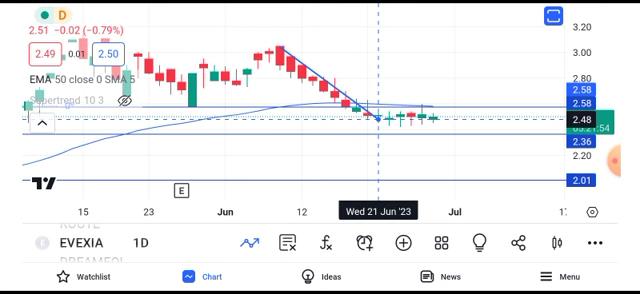 D
2.51 −0.02 (−0.79%)
2.49 0.01 2.50
EMA 50 close 0 SMA 5
Supertrend 10 3
3.20
3.00
2.80
2.58
2.58
2.48
2.36
2.20
2.01
E
15 23 Jun 12 Wed 21 Jun '23 Jul
EVEXIA 1D
Watchlist Chart Ideas News Menu